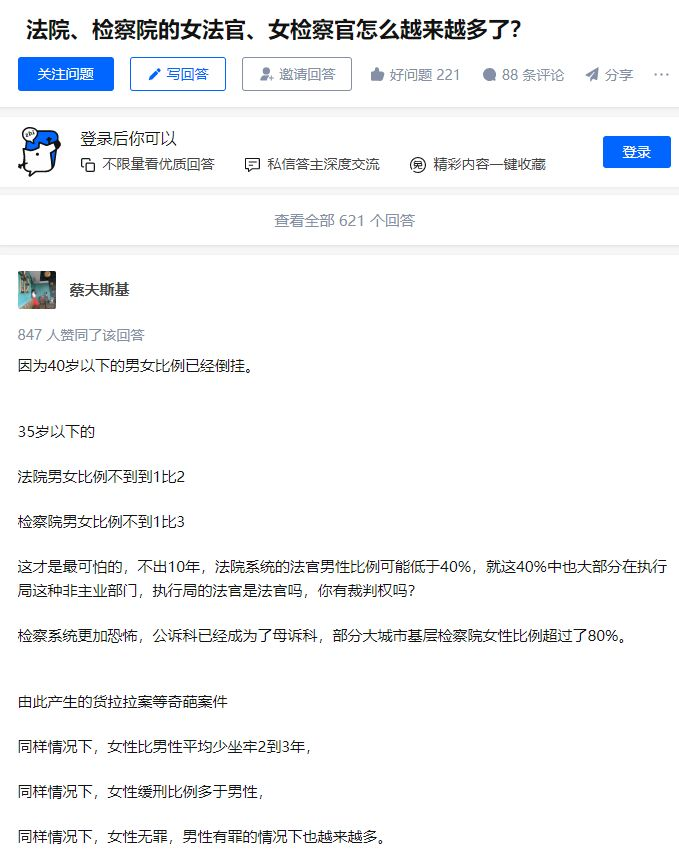 法院、检察院的女法官、女检察官怎么越来越多了?
关注问题 写回答 邀请回答 好问题 221 88 条评论 分享 ···
登录后你可以
不限量看优质回答 私信答主深度交流 精彩内容一键收藏
登录
查看全部 621 个回答
蔡夫斯基
847 人赞同了该回答
因为40岁以下的男女比例已经倒挂。
35岁以下的
法院男女比例不到到1比2
检察院男女比例不到1比3
这才是最可怕的，不出10年，法院系统的法官男性比例可能低于40%，就这40%中也大部分在执行
局这种非主业部门，执行局的法官是法官吗，你有裁判权吗?
检察系统更加恐怖，公诉科已经成为了母诉科，部分大城市基层检察院女性比例超过了80%。
由此产生的货拉拉案等奇葩案件
同样情况下，女性比男性平均少坐牢2到3年，
同样情况下，女性缓刑比例多于男性，
同样情况下，女性无罪，男性有罪的情况下也越来越多。